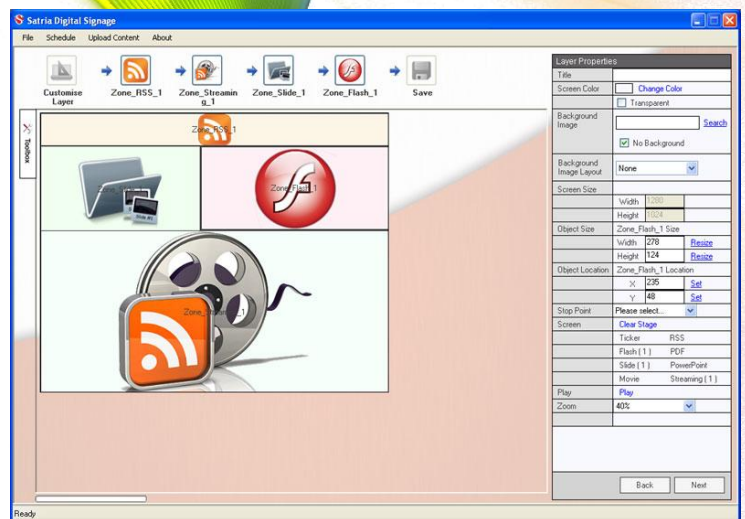 Satria Digital Signage
File Schedule Upload Content About
Customise
Layer
Zone_RSS_1
Zone_Streamin
g_1
Zone_Slide_1
Zone_Flash_1
Save
Toolbox
Zone_RSS_1
Zone_Flash_1
Slide #1
Layer Properties
Title
Screen Color Change Color
Transparent
Background
Image
Search
No Background
Background
Image Layout
None
Screen Size
Width 1280
Height 1024
Object Size Zone_Flash_1 Size
Width 278 Resize
Height 124 Resize
Object Location Zone_Flash_1 Location
X 235 Set
Y 48 Set
Stop Point Please select...
Screen Clear Stage
Ticker RSS
Flash ( 1 ) PDF
Slide ( 1 ) PowerPoint
Movie Streaming ( 1 )
Play Play
Zoom 40%
Back Next
Ready